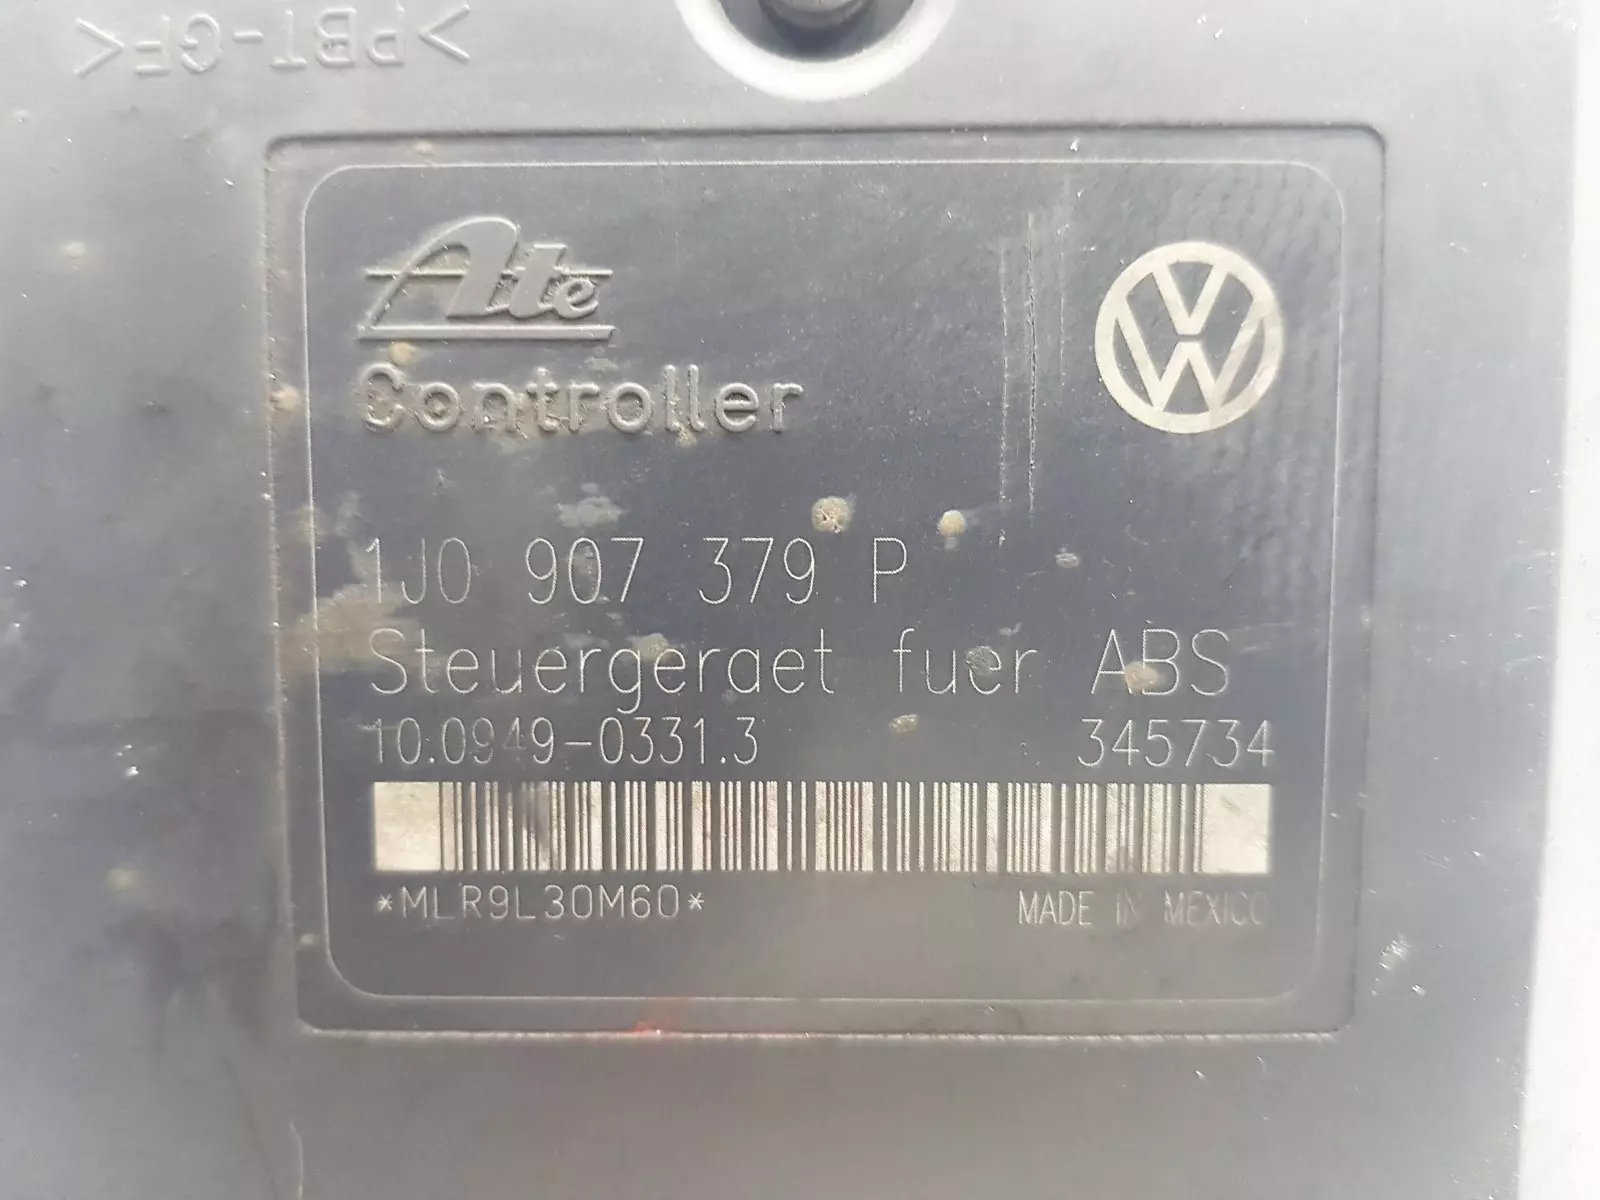 >PBT-GF<
Ate
Controller
1J0 907 379 P
Steuergeraet fuer ABS
10.0949-0331.3 345734
*MLR9L30M60* MADE IN MEXICO